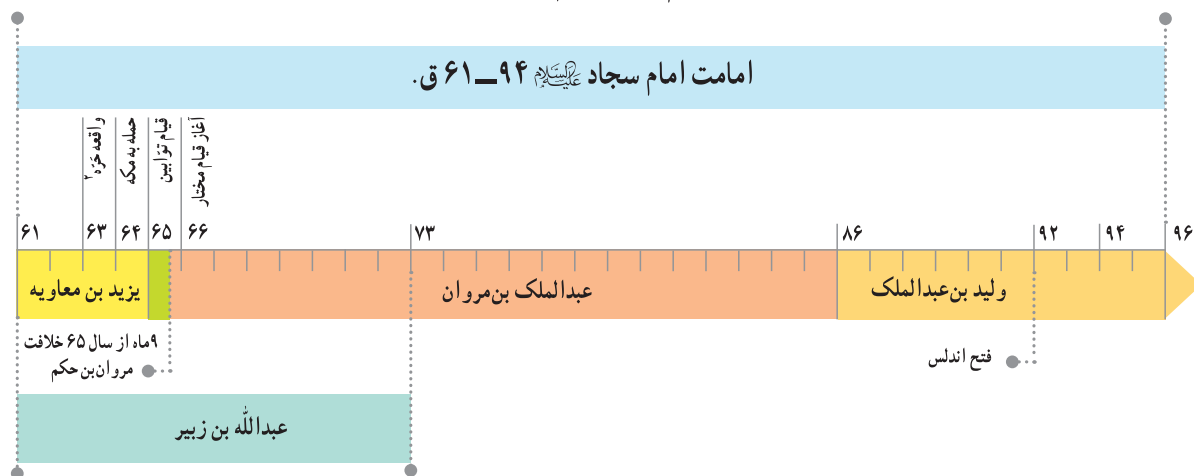 امامت امام سجاد علیه‌السلام ۹۴ــ۶۱ ق.
واقعه حَرّه۲
حمله به مکه
قیام توابین
آغاز قیام مختار
۶۱ ۶۳ ۶۴ ۶۵ ۶۶ ۷۳ ۸۶ ۹۲ ۹۴ ۹۶
یزید بن معاویه
عبدالملک بن‌مروان
ولید بن‌عبدالملک
۹ماه از سال ۶۵ خلافت
مروان‌بن‌حکم
فتح اندلس
عبدالله بن زبیر